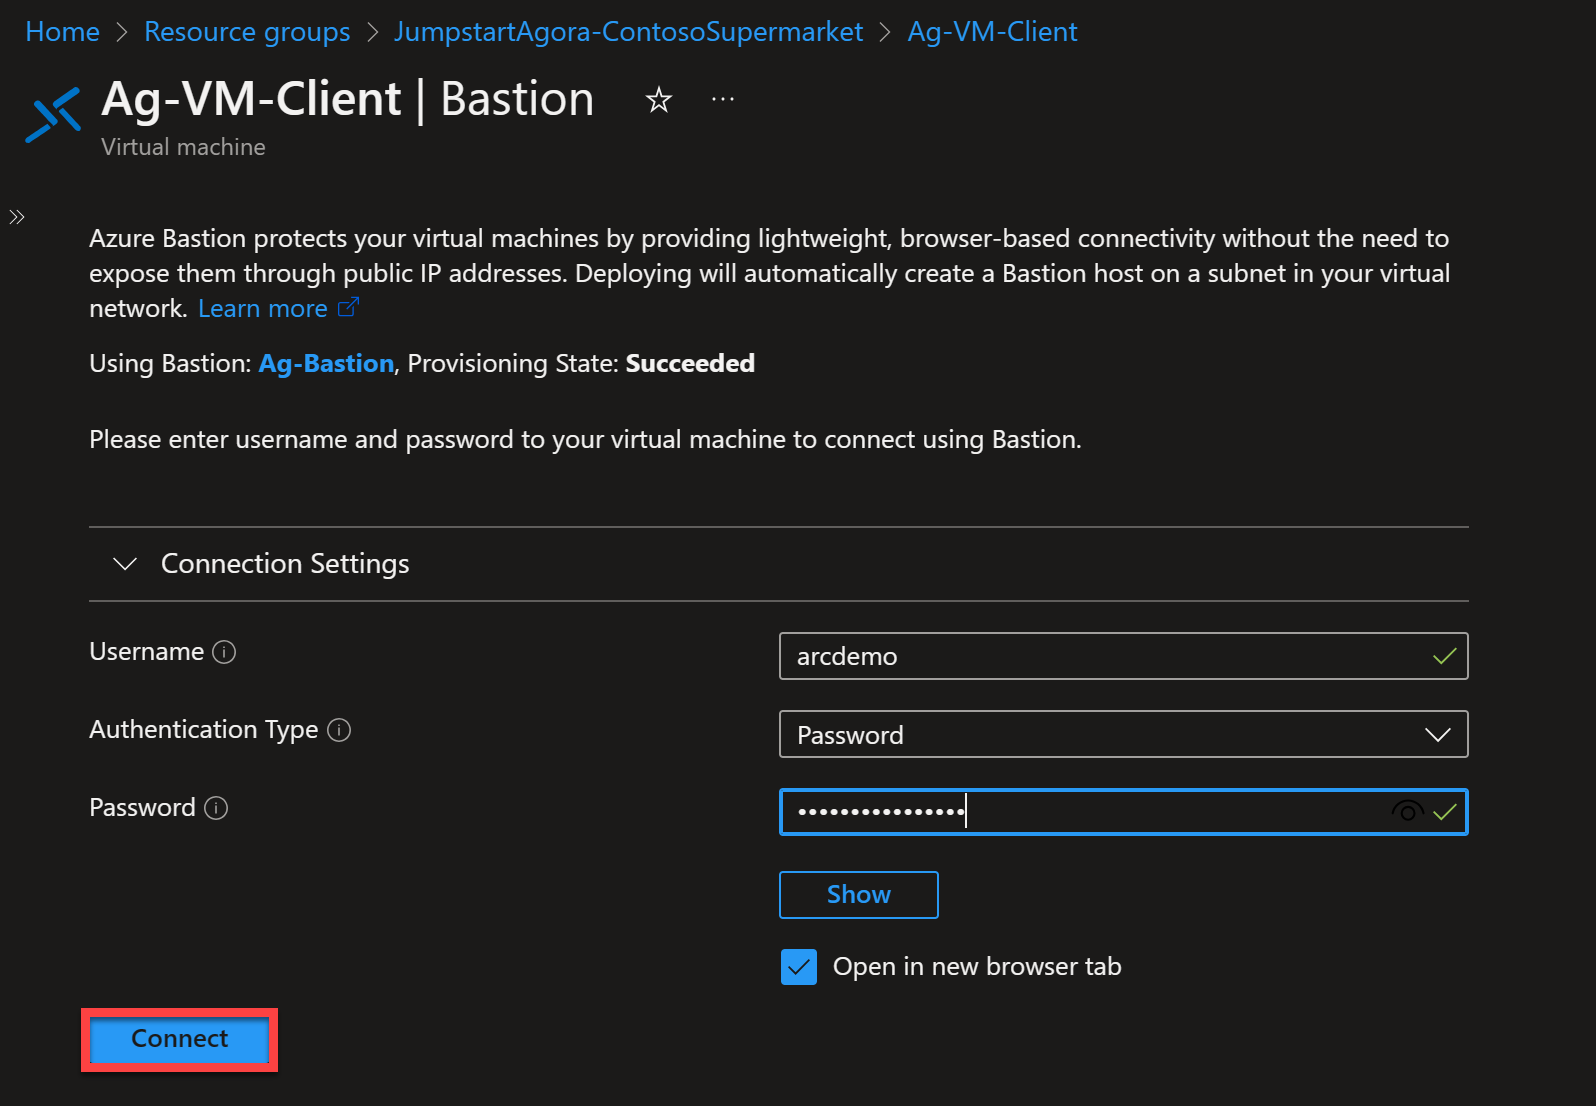 Home > Resource groups > JumpstartAgora-ContosoSupermarket > Ag-VM-Client
Ag-VM-Client | Bastion
Virtual machine
Azure Bastion protects your virtual machines by providing lightweight, browser-based connectivity without the need to
expose them through public IP addresses. Deploying will automatically create a Bastion host on a subnet in your virtual
network. Learn more
Using Bastion: Ag-Bastion, Provisioning State: Succeeded
Please enter username and password to your virtual machine to connect using Bastion.
Connection Settings
Username
arcdemo
Authentication Type
Password
Password
••••••••••••••••
Show
Open in new browser tab
Connect